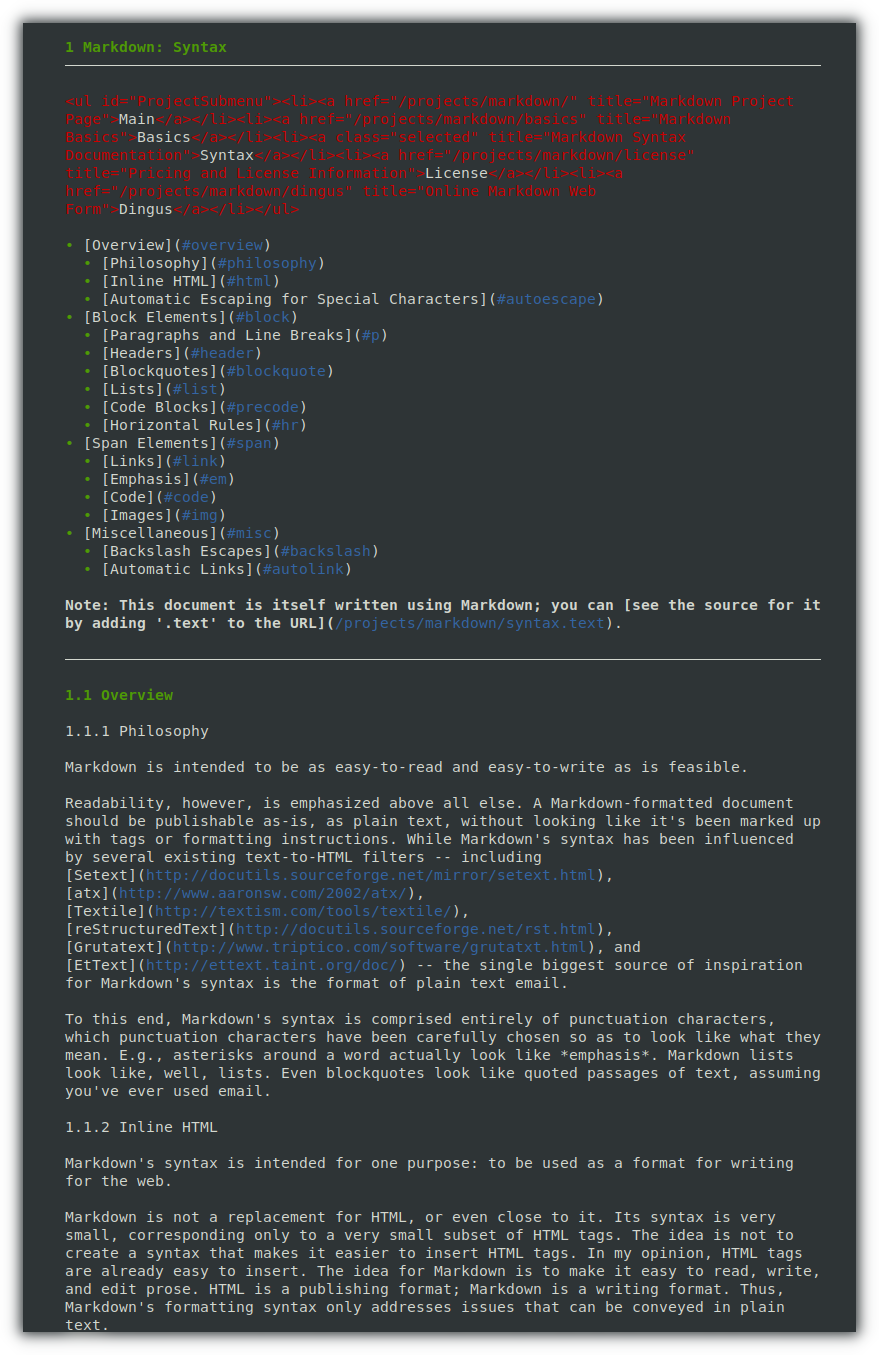 1 Markdown: Syntax
<ul id="ProjectSubmenu"><li><a href="/projects/markdown/" title="Markdown Project
Page">Main</a></li><li><a href="/projects/markdown/basics" title="Markdown
Basics">Basics</a></li><li><a class="selected" title="Markdown Syntax
Documentation">Syntax</a></li><li><a href="/projects/markdown/license"
title="Pricing and License Information">License</a></li><li><a
href="/projects/markdown/dingus" title="Online Markdown Web
Form">Dingus</a></li></ul>
• [Overview](#overview)
• [Philosophy](#philosophy)
• [Inline HTML](#html)
• [Automatic Escaping for Special Characters](#autoescape)
• [Block Elements](#block)
• [Paragraphs and Line Breaks](#p)
• [Headers](#header)
• [Blockquotes](#blockquote)
• [Lists](#list)
• [Code Blocks](#precode)
• [Horizontal Rules](#hr)
• [Span Elements](#span)
• [Links](#link)
• [Emphasis](#em)
• [Code](#code)
• [Images](#img)
• [Miscellaneous](#misc)
• [Backslash Escapes](#backslash)
• [Automatic Links](#autolink)
Note: This document is itself written using Markdown; you can [see the source for it
by adding '.text' to the URL](/projects/markdown/syntax.text).
1.1 Overview
1.1.1 Philosophy
Markdown is intended to be as easy-to-read and easy-to-write as is feasible.
Readability, however, is emphasized above all else. A Markdown-formatted document
should be publishable as-is, as plain text, without looking like it's been marked up
with tags or formatting instructions. While Markdown's syntax has been influenced
by several existing text-to-HTML filters -- including
[Setext](http://docutils.sourceforge.net/mirror/setext.html),
[atx](http://www.aaronsw.com/2002/atx/),
[Textile](http://textism.com/tools/textile/),
[reStructuredText](http://docutils.sourceforge.net/rst.html),
[Grutatext](http://www.triptico.com/software/grutatxt.html), and
[EtText](http://ettext.taint.org/doc/) -- the single biggest source of inspiration
for Markdown's syntax is the format of plain text email.
To this end, Markdown's syntax is comprised entirely of punctuation characters,
which punctuation characters have been carefully chosen so as to look like what they
mean. E.g., asterisks around a word actually look like *emphasis*. Markdown lists
look like, well, lists. Even blockquotes look like quoted passages of text, assuming
you've ever used email.
1.1.2 Inline HTML
Markdown's syntax is intended for one purpose: to be used as a format for writing
for the web.
Markdown is not a replacement for HTML, or even close to it. Its syntax is very
small, corresponding only to a very small subset of HTML tags. The idea is not to
create a syntax that makes it easier to insert HTML tags. In my opinion, HTML tags
are already easy to insert. The idea for Markdown is to make it easy to read, write,
and edit prose. HTML is a publishing format; Markdown is a writing format. Thus,
Markdown's formatting syntax only addresses issues that can be conveyed in plain
text.